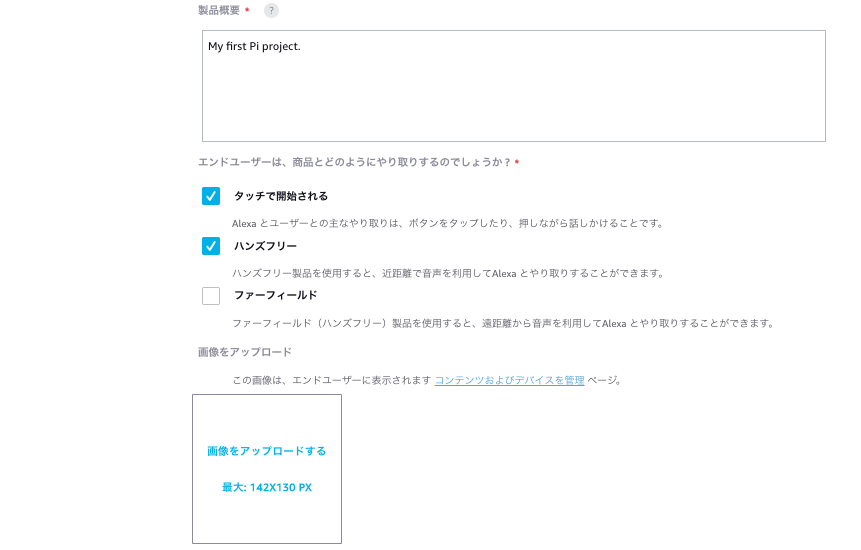 製品概要 * ?
My first Pi project.
エンドユーザーは、商品とどのようにやり取りするのでしょうか ? *
タッチで開始される
Alexa とユーザーとの主なやり取りは、ボタンをタップしたり、押しながら話しかけることです。
ハンズフリー
ハンズフリー製品を使用すると、近距離で音声を利用してAlexa とやり取りすることができます。
ファーフィールド
ファーフィールド（ハンズフリー）製品を使用すると、遠距離から音声を利用してAlexa とやり取りすることができます。
画像をアップロード
この画像は、エンドユーザーに表示されます コンテンツおよびデバイスを管理 ページ。
画像をアップロードする
最大: 142X130 PX